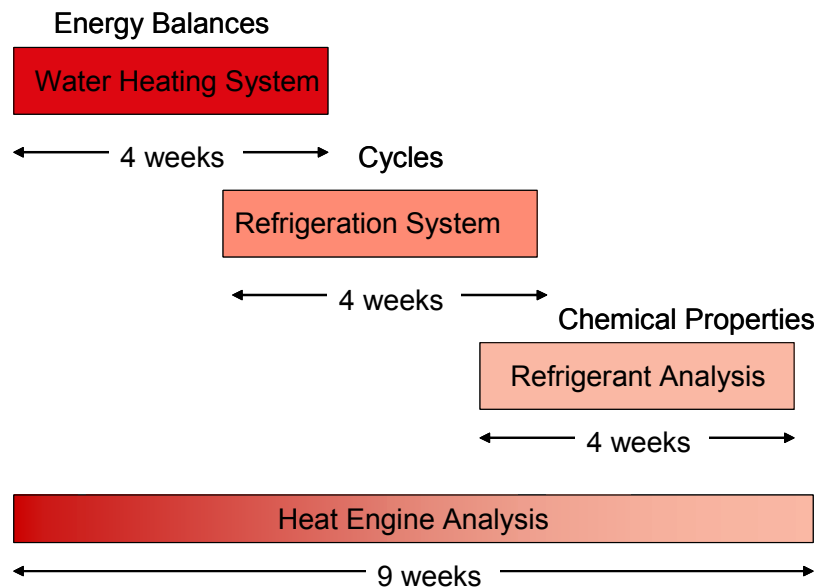 Energy Balances
Water Heating System
4 weeks
Cycles
Refrigeration System
4 weeks
Chemical Properties
Refrigerant Analysis
4 weeks
Heat Engine Analysis
9 weeks